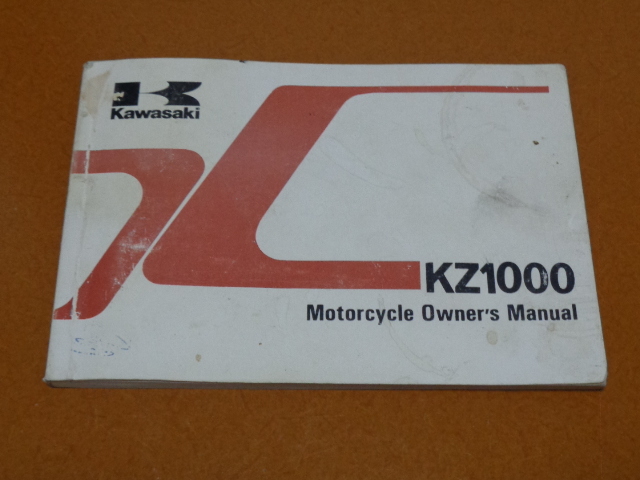 Kawasaki
KZ1000
Motorcycle Owner's Manual